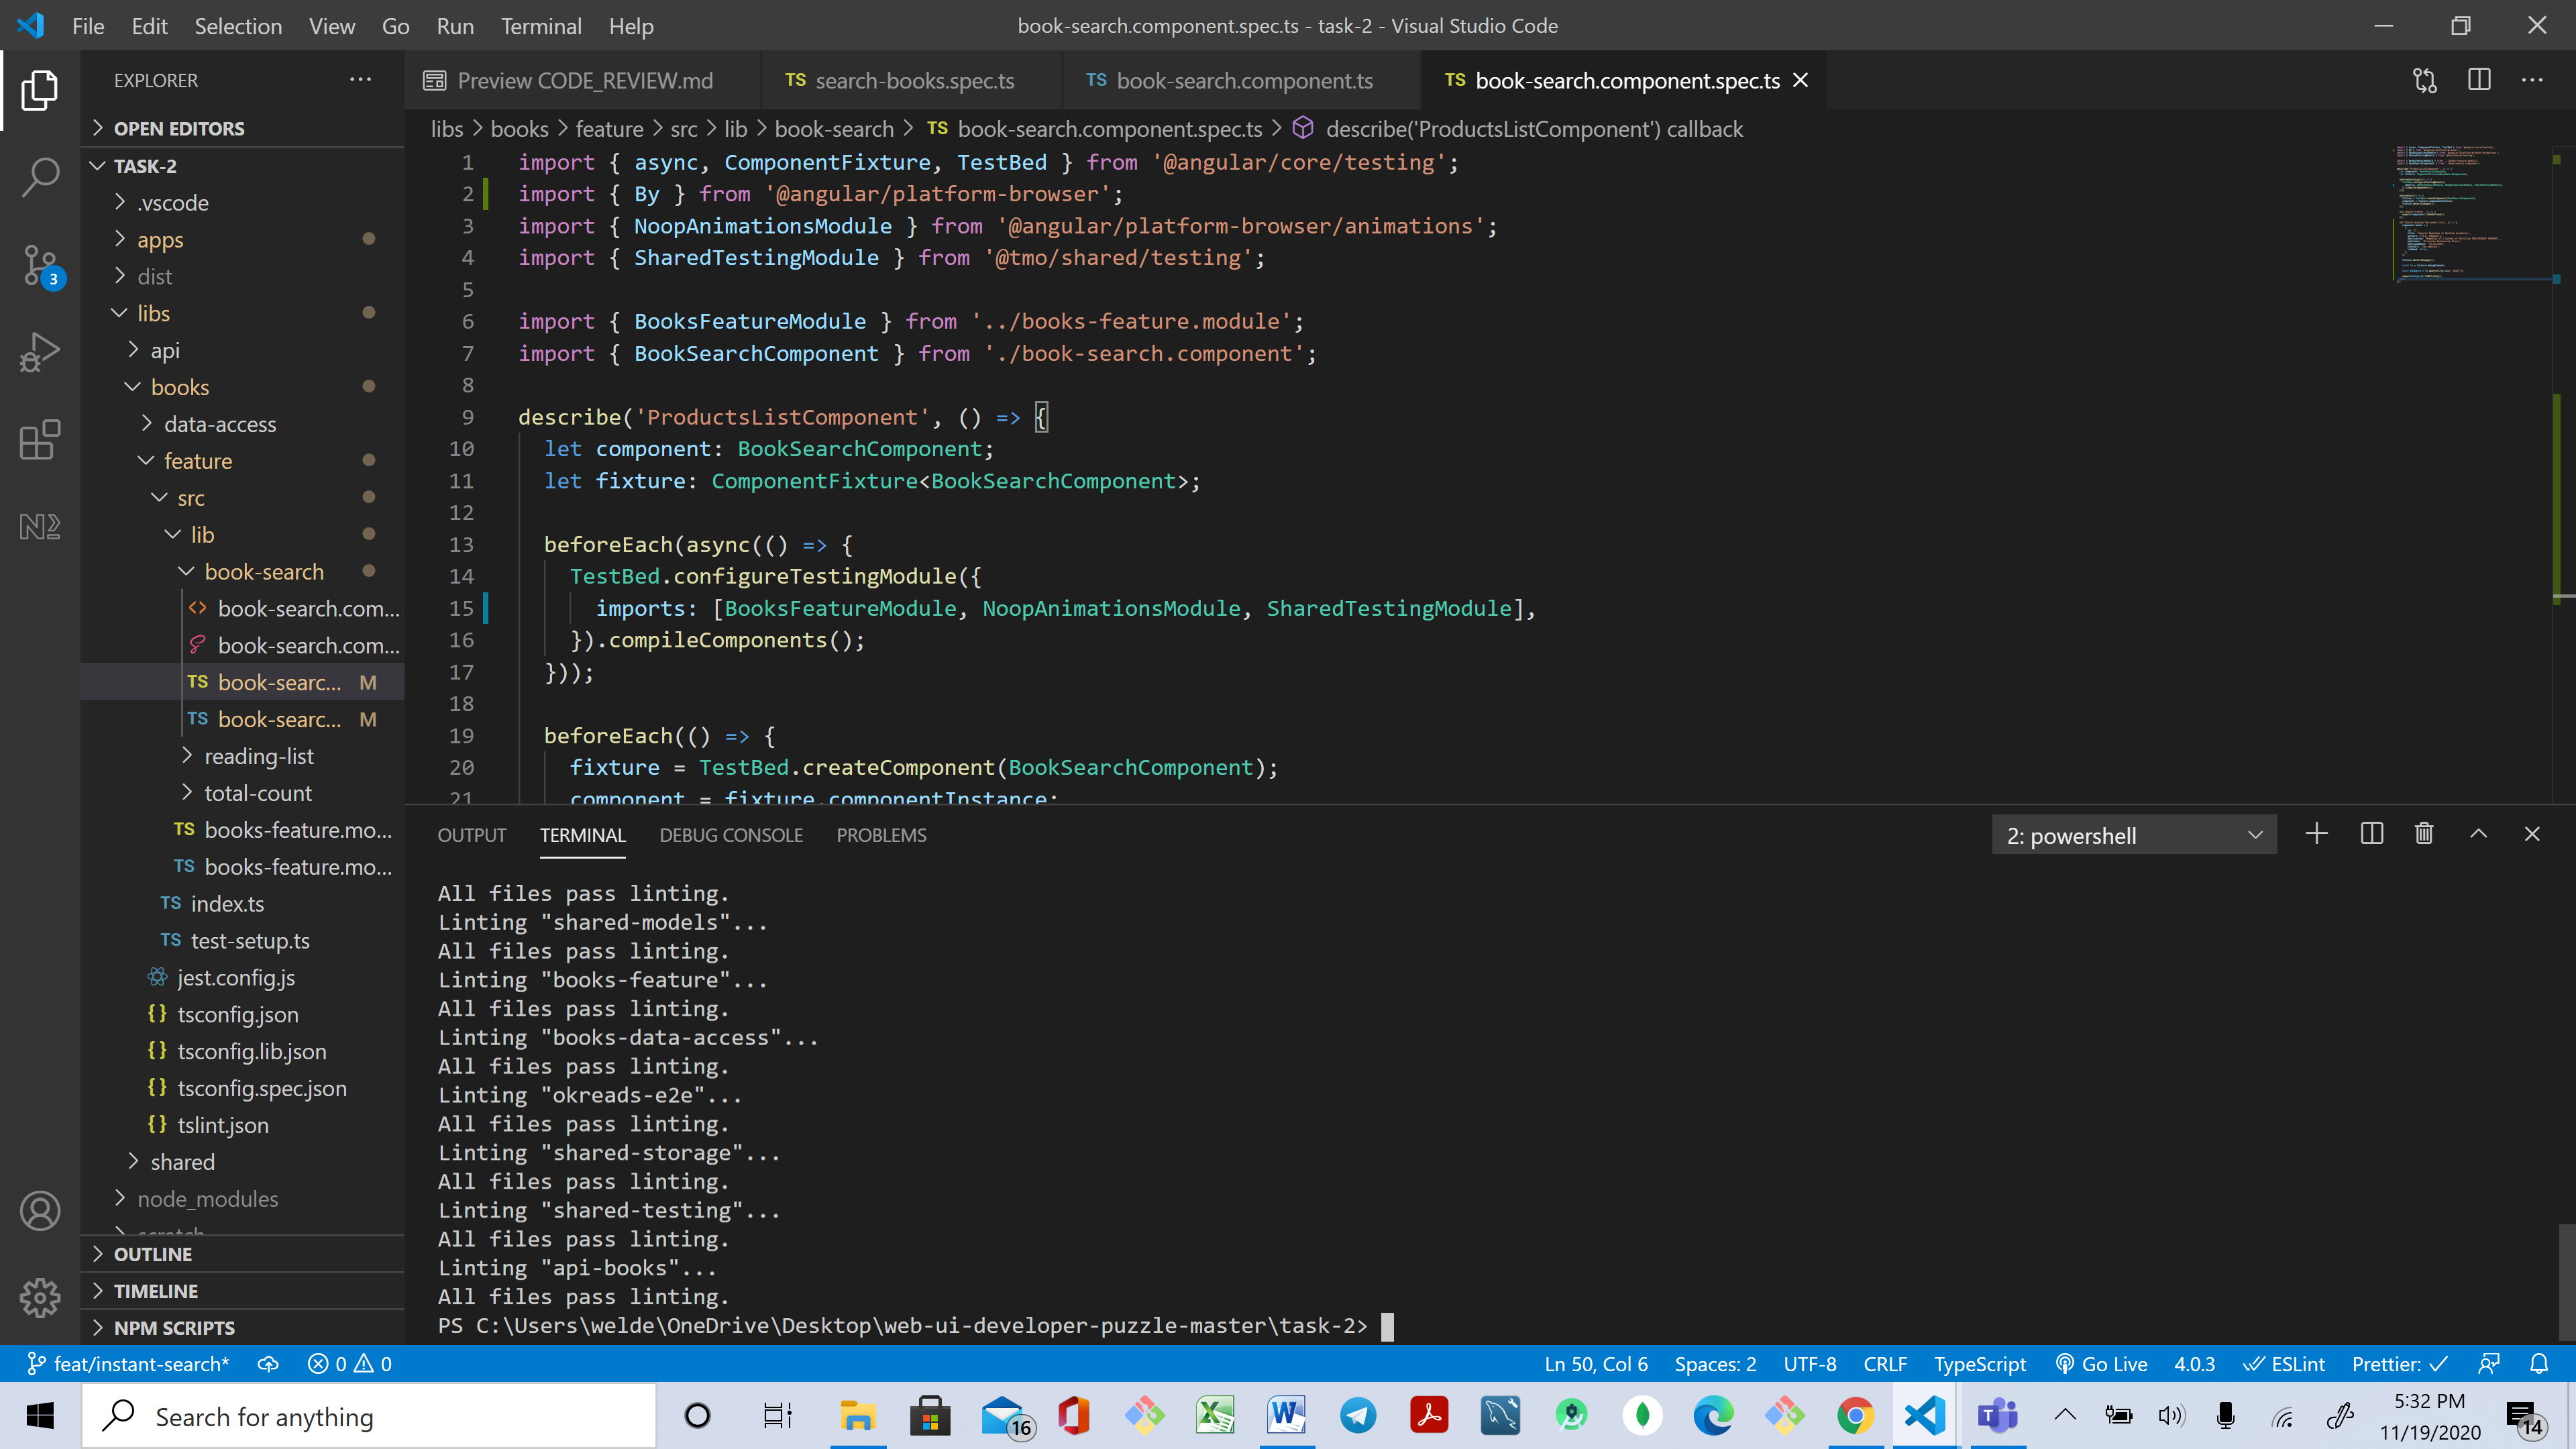 File Edit Selection View Go Run Terminal Help
book-search.component.spec.ts - task-2 - Visual Studio Code
EXPLORER
OPEN EDITORS
TASK-2
.vscode
apps
dist
libs
api
books
data-access
feature
src
lib
book-search
book-search.com...
book-search.com...
TS book-searc... M
TS book-searc... M
reading-list
total-count
TS books-feature.mo...
TS books-feature.mo...
TS index.ts
TS test-setup.ts
jest.config.js
{} tsconfig.json
{} tsconfig.lib.json
{} tsconfig.spec.json
{} tslint.json
shared
node_modules
OUTLINE
TIMELINE
NPM SCRIPTS
3
Preview CODE_REVIEW.md
TS search-books.spec.ts
TS book-search.component.ts
TS book-search.component.spec.ts
libs > books > feature > src > lib > book-search > TS book-search.component.spec.ts > describe('ProductsListComponent') callback
1 import { async, ComponentFixture, TestBed } from '@angular/core/testing';
2 import { By } from '@angular/platform-browser';
3 import { NoopAnimationsModule } from '@angular/platform-browser/animations';
4 import { SharedTestingModule } from '@tmo/shared/testing';
5
6 import { BooksFeatureModule } from '../books-feature.module';
7 import { BookSearchComponent } from './book-search.component';
8
9 describe('ProductsListComponent', () => {
10 let component: BookSearchComponent;
11 let fixture: ComponentFixture<BookSearchComponent>;
12
13 beforeEach(async(() => {
14 TestBed.configureTestingModule({
15 imports: [BooksFeatureModule, NoopAnimationsModule, SharedTestingModule],
16 }).compileComponents();
17 }));
18
19 beforeEach(() => {
20 fixture = TestBed.createComponent(BookSearchComponent);
21 component = fixture.componentInstance;
OUTPUT TERMINAL DEBUG CONSOLE PROBLEMS
2: powershell
All files pass linting.
Linting "shared-models"...
All files pass linting.
Linting "books-feature"...
All files pass linting.
Linting "books-data-access"...
All files pass linting.
Linting "okreads-e2e"...
All files pass linting.
Linting "shared-storage"...
All files pass linting.
Linting "shared-testing"...
All files pass linting.
Linting "api-books"...
All files pass linting.
PS C:\Users\welde\OneDrive\Desktop\web-ui-developer-puzzle-master\task-2>
feat/instant-search* 0 0
Ln 50, Col 6 Spaces: 2 UTF-8 CRLF TypeScript Go Live 4.0.3 ESLint Prettier: ✓
Search for anything
16
5:32 PM
11/19/2020
14